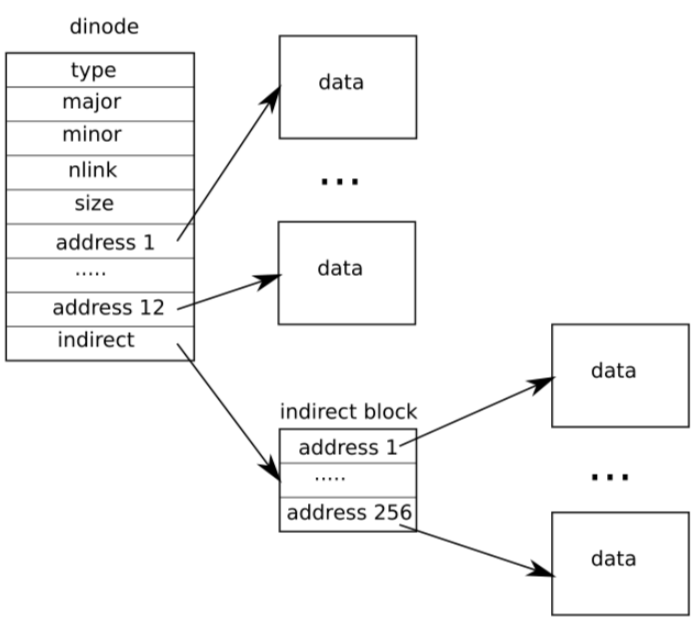 dinode
type
major
minor
nlink
size
address 1
.....
address 12
indirect
data
...
data
indirect block
address 1
.....
address 256
data
...
data